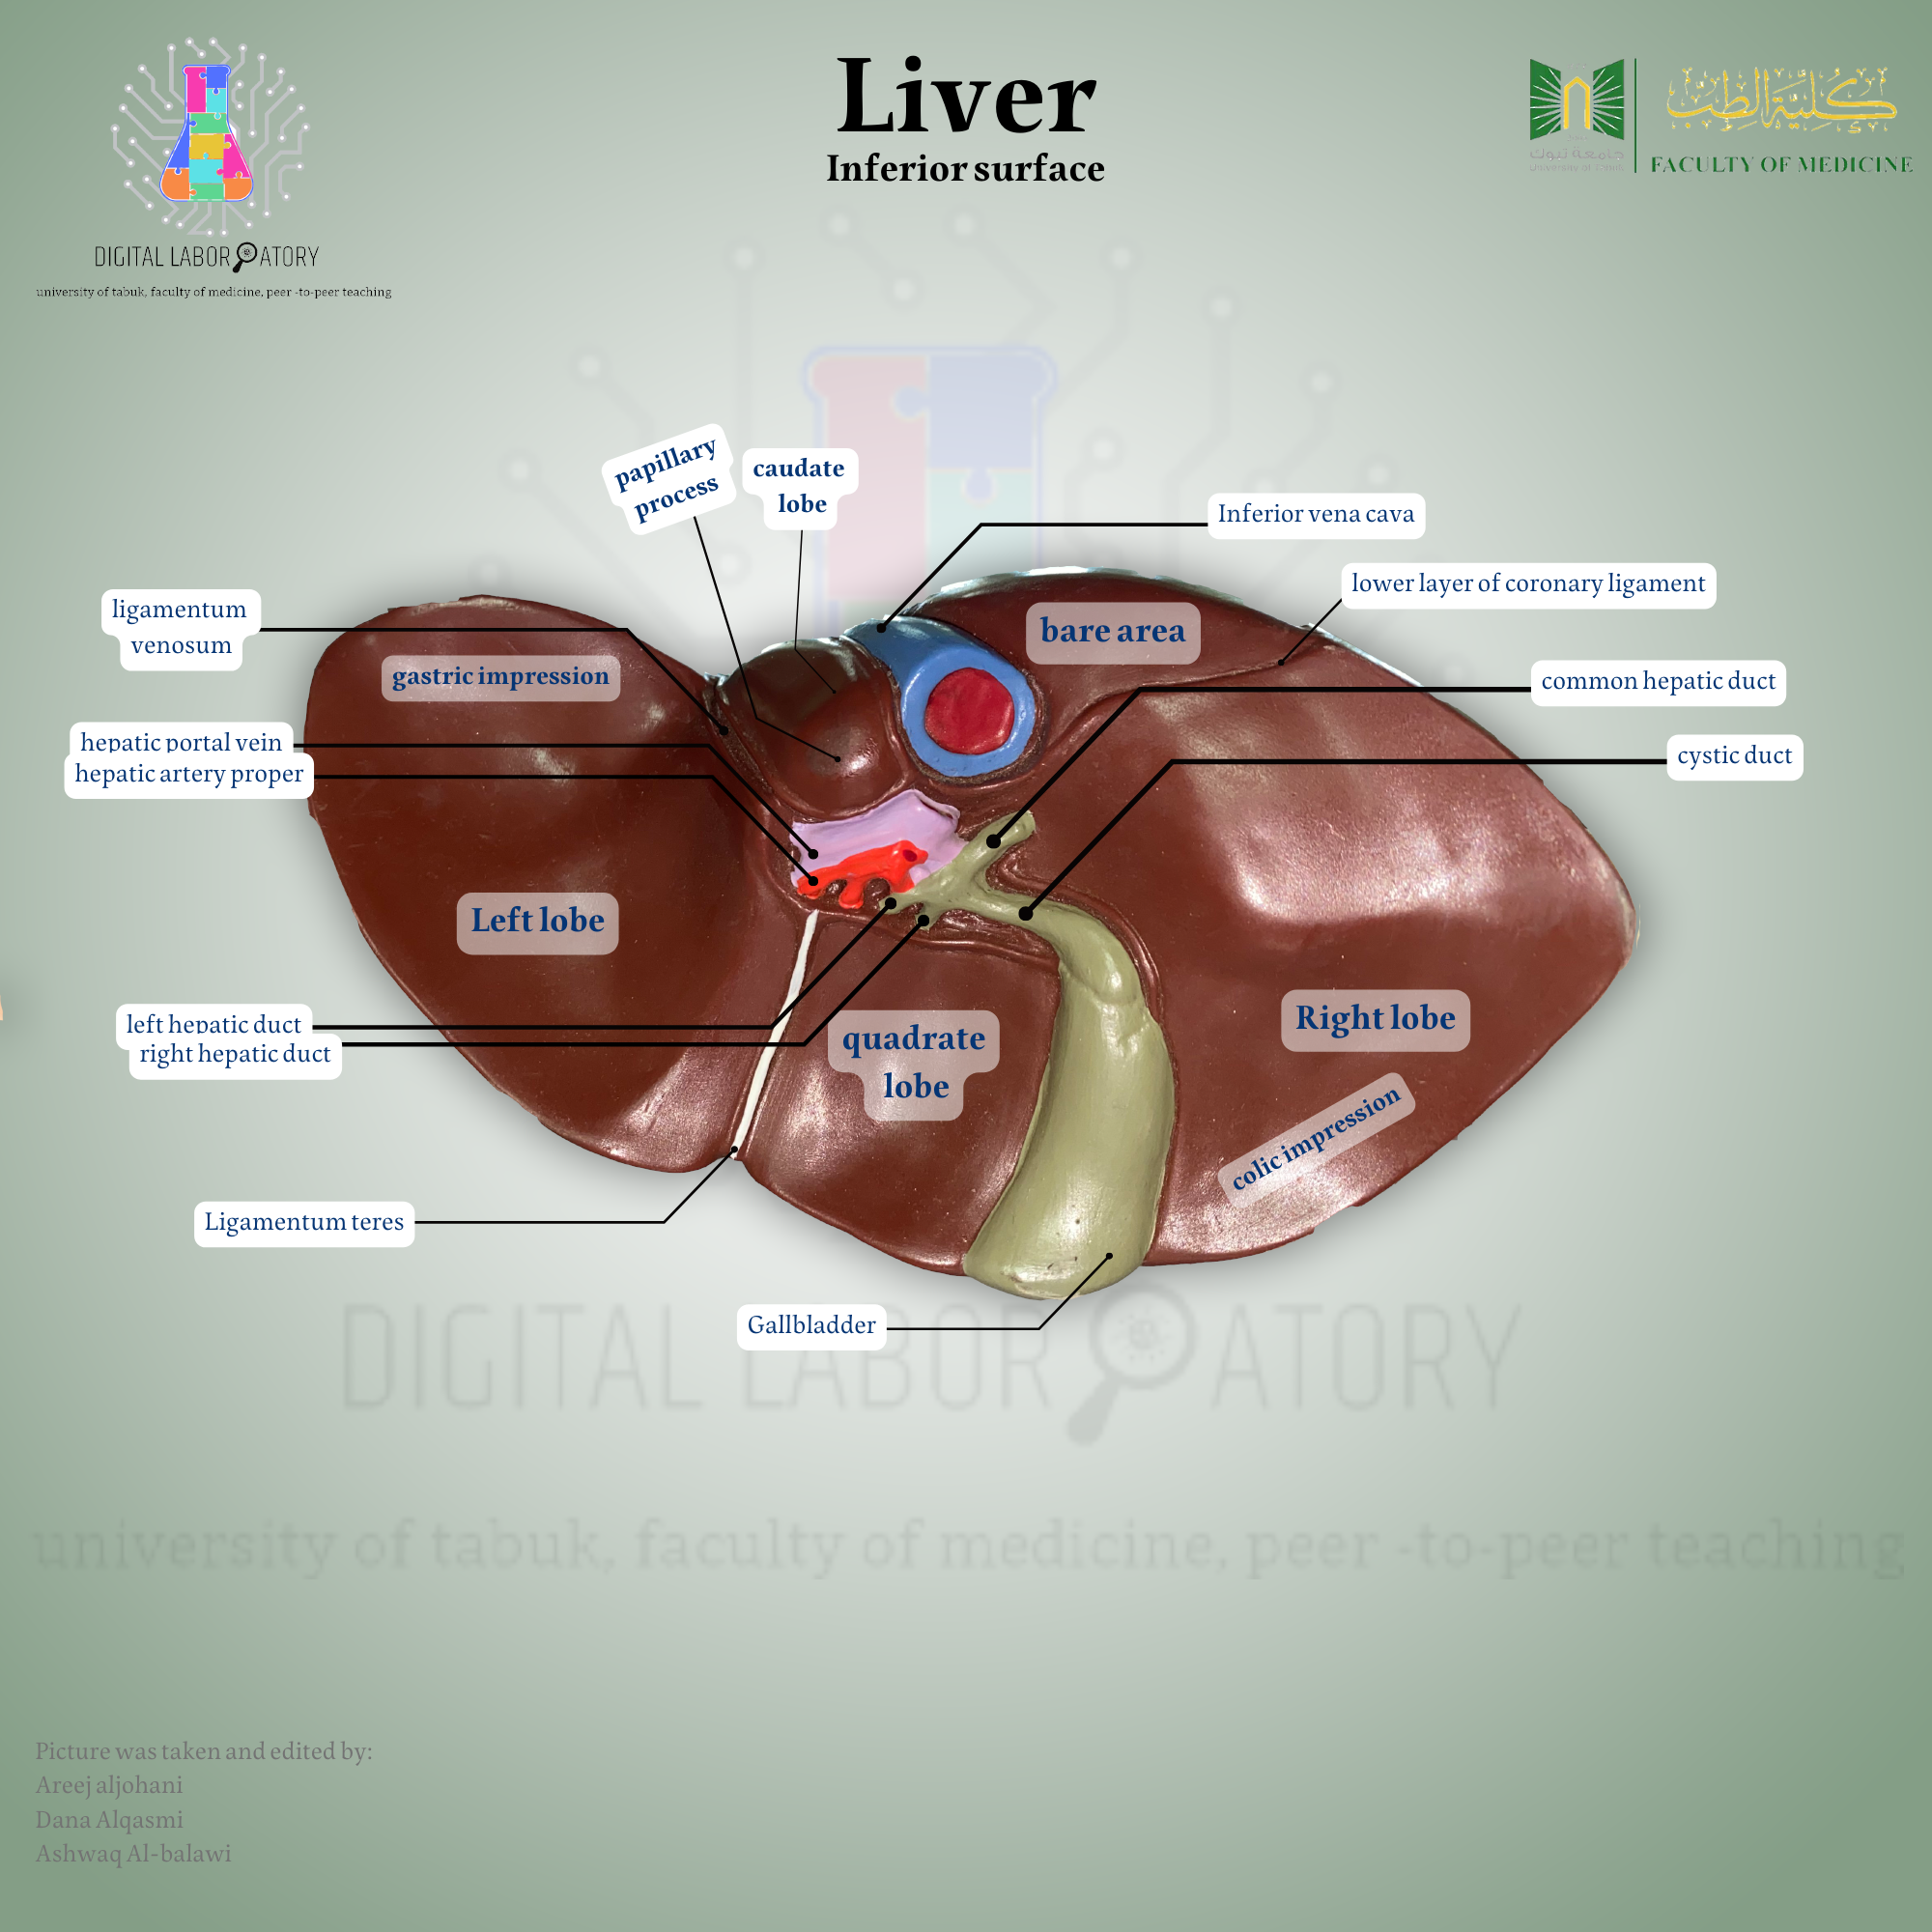 Liver
Inferior surface
DIGITAL LABORATORY
university of tabuk, faculty of medicine, peer -to-peer teaching
كلية الطب
جامعة تبوك
University of Tabuk
FACULTY OF MEDICINE
papillary
process
caudate
lobe
Inferior vena cava
lower layer of coronary ligament
ligamentum
venosum
bare area
gastric impression
common hepatic duct
hepatic portal vein
hepatic artery proper
cystic duct
Left lobe
left hepatic duct
right hepatic duct
quadrate
lobe
Right lobe
colic impression
Ligamentum teres
Gallbladder
DIGITAL LABORATORY
university of tabuk, faculty of medicine, peer -to-peer teaching
Picture was taken and edited by:
Areej aljohani
Dana Alqasmi
Ashwaq Al-balawi